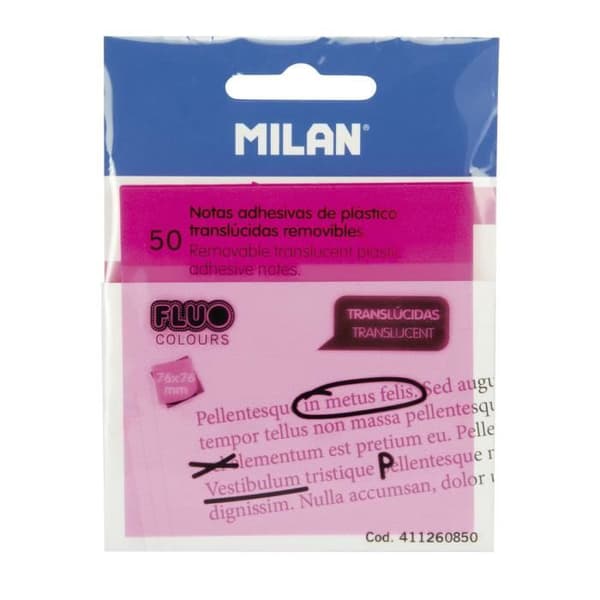 MILAN®
50
Notas adhesivas de plástico
translúcidas removibles
Removable translucent plastic
adhesive notes.
FLUO
COLOURS
TRANSLÚCIDAS
TRANSLUCENT
76x76
mm
Pellentesqu in metus felis. Sed augu
tempor tellus non massa pellentesqu
elementum est pretium eu. Pelle
Vestibulum tristique P ellentesque
dignissim. Nulla accumsan, dolor u
Cod. 411260850